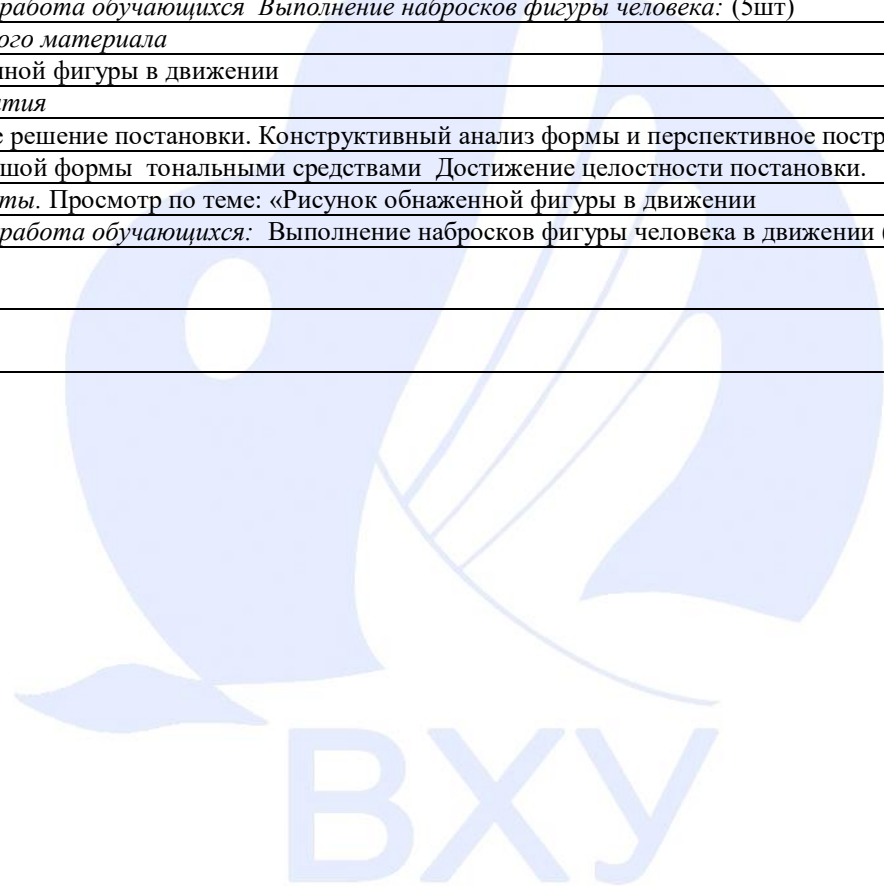 работа обучающихся Выполнение набросков фигуры человека: (5шт)
ого материала
нной фигуры в движении
ятия
е решение постановки. Конструктивный анализ формы и перспективное постр
шой формы тональными средствами Достижение целостности постановки.
ты. Просмотр по теме: «Рисунок обнаженной фигуры в движении
работа обучающихся: Выполнение набросков фигуры человека в движении (
ВХУ